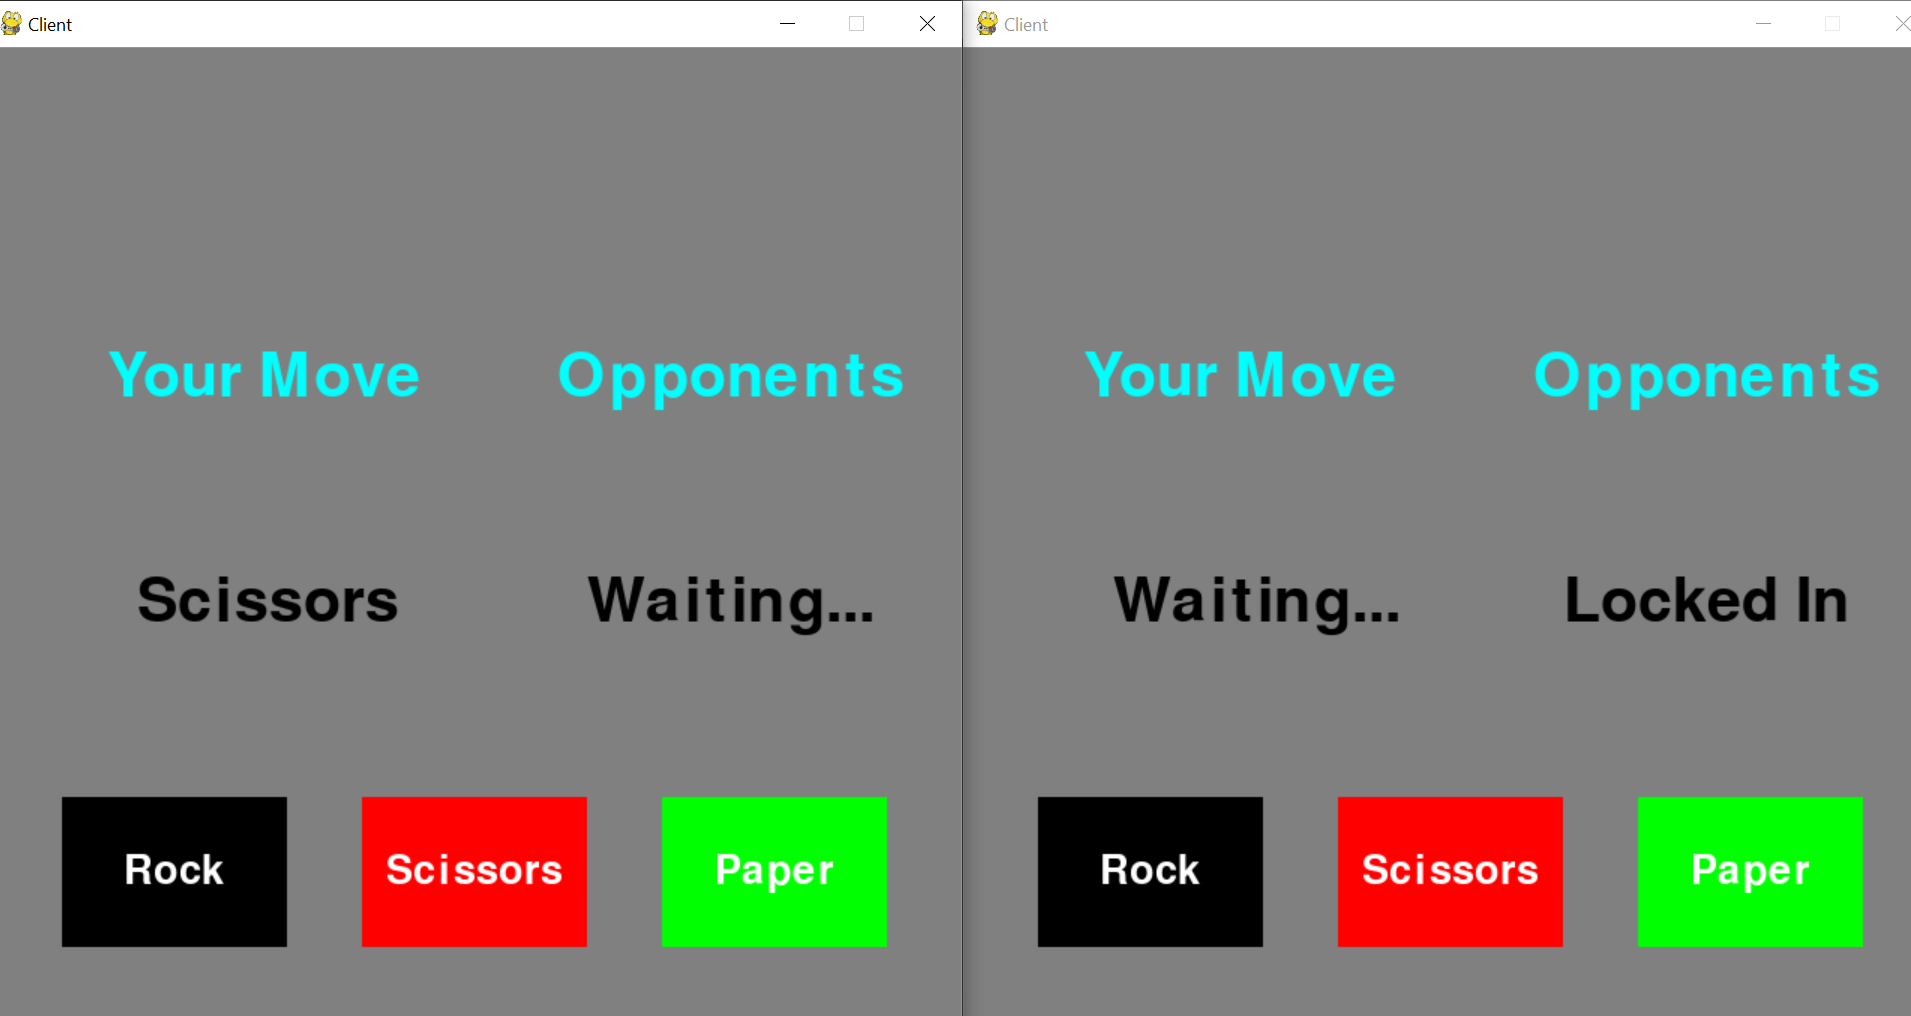 Client
Your Move Opponents
Scissors Waiting...
Rock Scissors Paper
Client
Your Move Opponents
Waiting... Locked In
Rock Scissors Paper